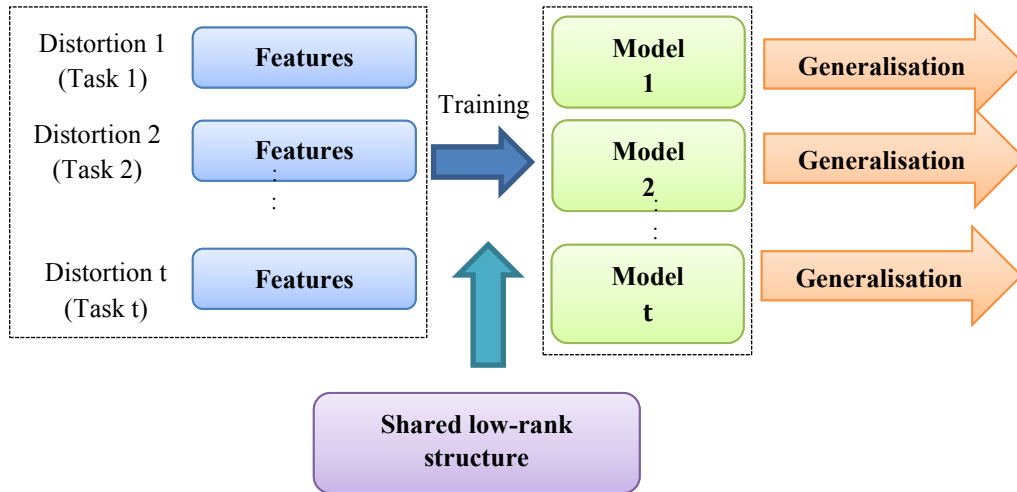 Distortion 1
(Task 1)
Features
Model
1
Generalisation
Training
Distortion 2
(Task 2)
Features
Model
2
Generalisation
Distortion t
(Task t)
Features
Model
t
Generalisation
Shared low-rank
structure